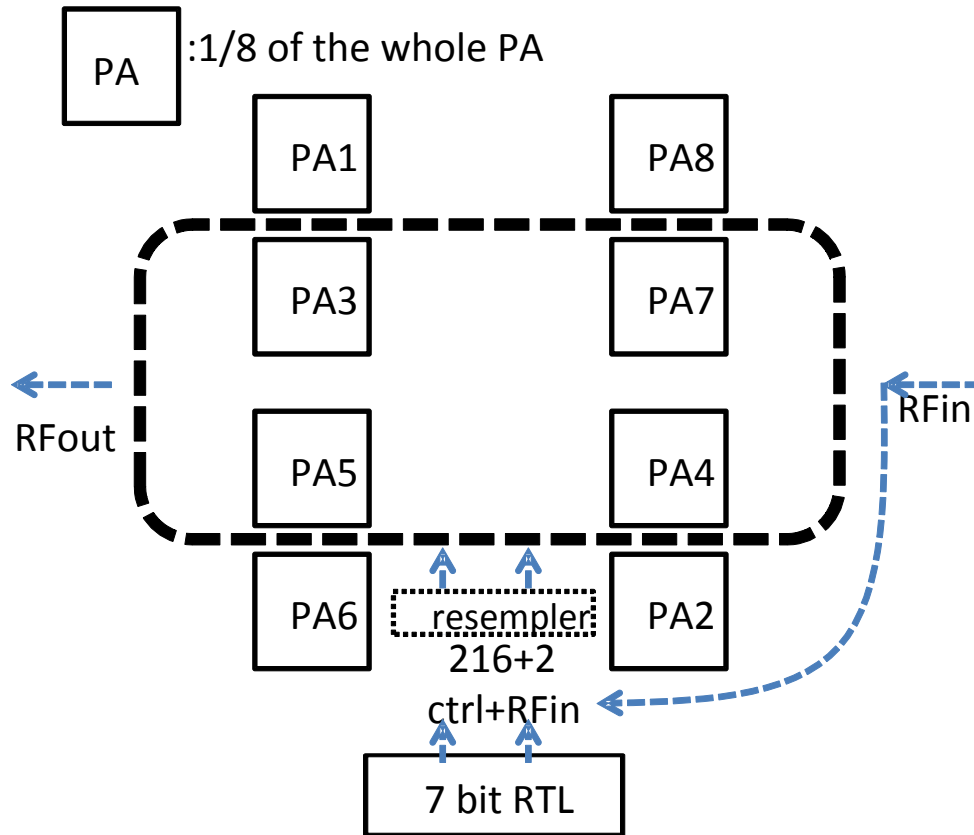 PA
:1/8 of the whole PA
PA1
PA8
PA3
PA7
RFout
RFin
PA5
PA4
PA6
resempler
PA2
216+2
ctrl+RFin
7 bit RTL